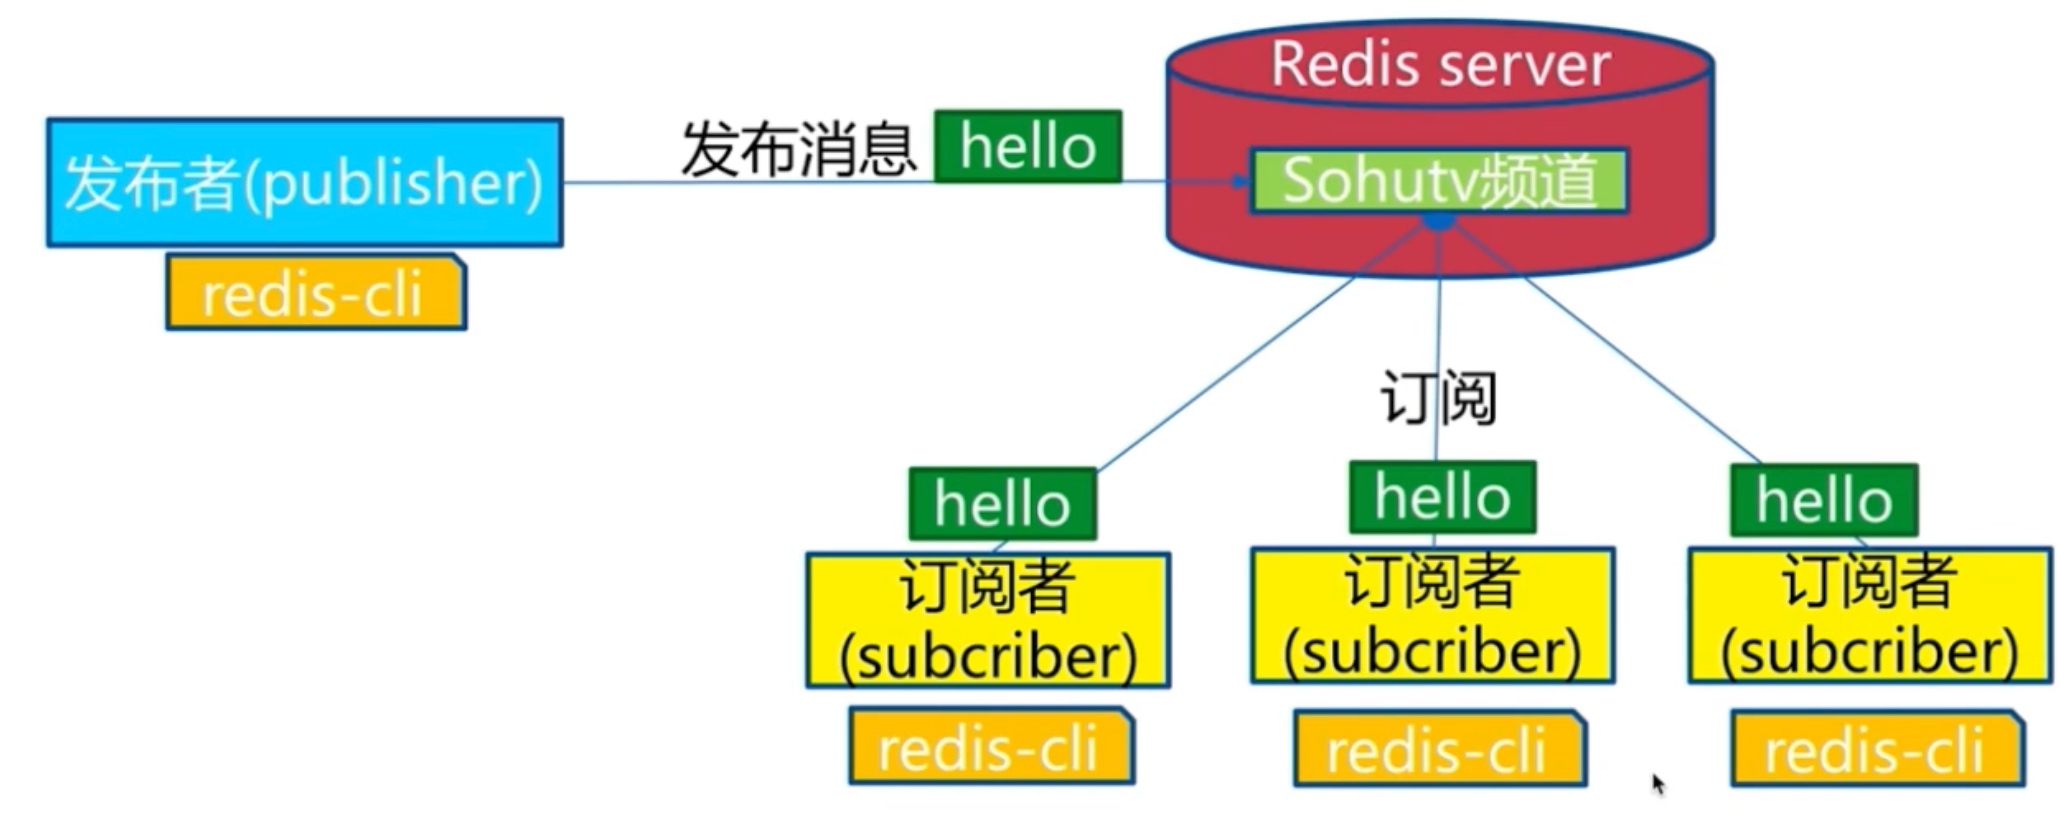 Redis server
发布消息
hello
发布者(publisher)
Sohutv频道
redis-cli
订阅
hello
hello
hello
订阅者
(subcriber)
订阅者
(subcriber)
订阅者
(subcriber)
redis-cli
redis-cli
redis-cli